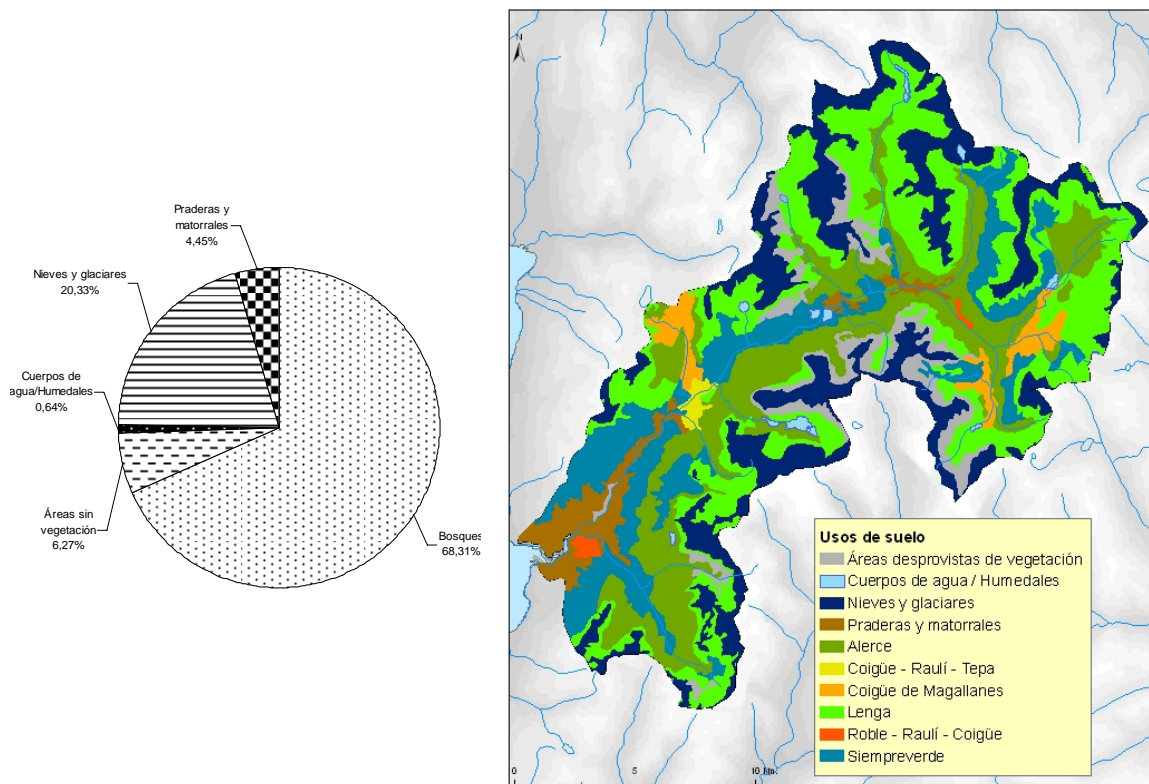 Praderas y
matorrales
4,45%
Nieves y glaciares
20,33%
Cuerpos de
agua/Humedales
0,64%
Áreas sin
vegetación
6,27%
Bosques
68,31%
N
Usos de suelo
Áreas desprovistas de vegetación
Cuerpos de agua / Humedales
Nieves y glaciares
Praderas y matorrales
Alerce
Coigüe - Raulí - Tepa
Coigüe de Magallanes
Lenga
Roble - Raulí - Coigüe
Siempreverde
0 5 10 Km